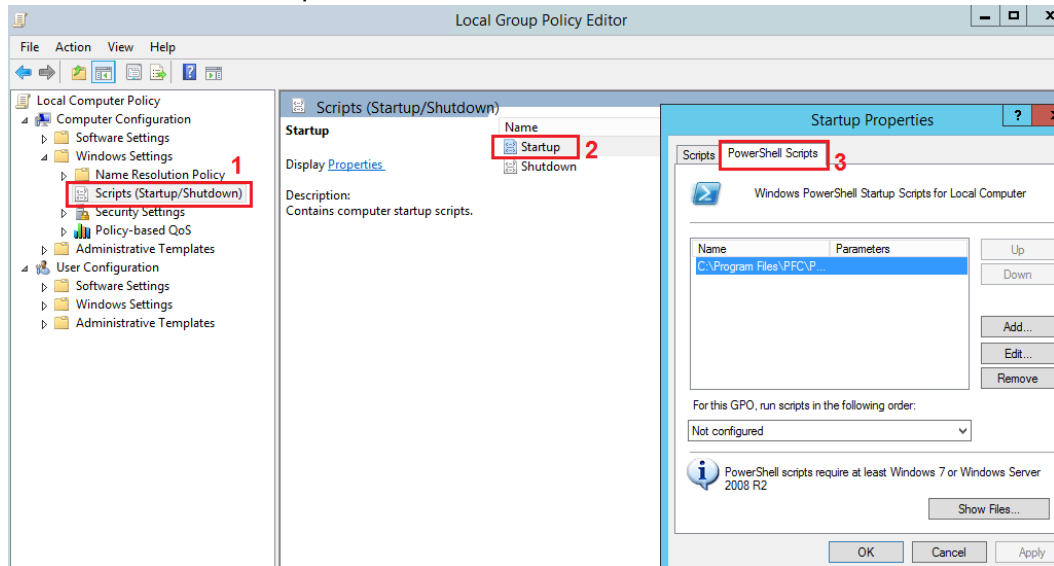 Local Group Policy Editor
File Action View Help
Local Computer Policy
Computer Configuration
Software Settings
Windows Settings
Name Resolution Policy
1
Scripts (Startup/Shutdown)
Security Settings
Policy-based QoS
Administrative Templates
User Configuration
Software Settings
Windows Settings
Administrative Templates
Scripts (Startup/Shutdown)
Startup
Display Properties
Description:
Contains computer startup scripts.
Name
Startup 2
Shutdown
Startup Properties
? 
Scripts PowerShell Scripts 3
Windows PowerShell Startup Scripts for Local Computer
Name Parameters
C:\Program Files\PFC\P...
Up
Down
Add...
Edit...
Remove
For this GPO, run scripts in the following order:
Not configured
PowerShell scripts require at least Windows 7 or Windows Server
2008 R2
Show Files...
OK Cancel Apply